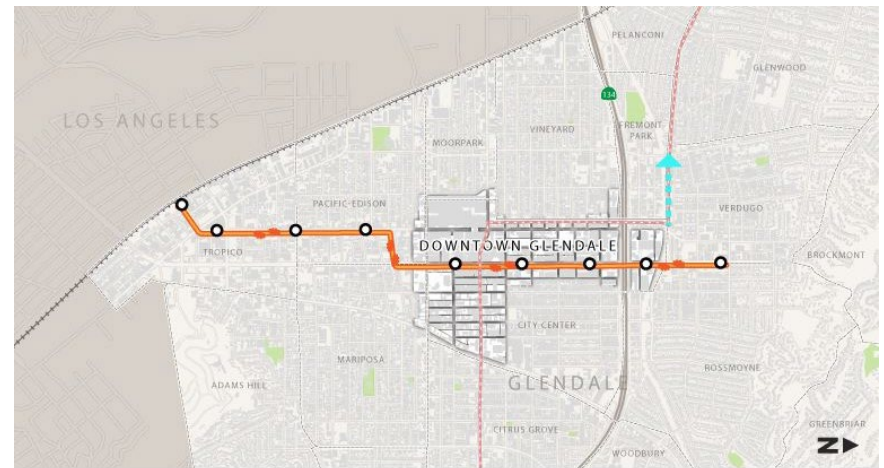 PELANCONI
GLENWOOD
134
LOS ANGELES
FREMONT
PARK
VINEYARD
MOORPARK
PACIFIC-EDISON
VERDUGO
TROPICO
DOWNTOWN GLENDALE
BROCKMONT
CITY CENTER
MARIPOSA
ROSSMOYNE
ADAMS HILL
GLENDALE
GREENBRIAR
CITRUS GROVE
WOODBURY
N